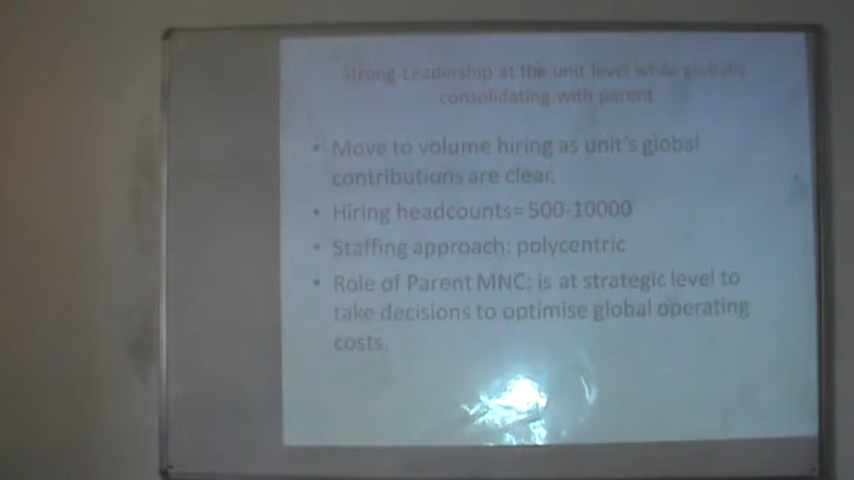 Strong Leadership at the unit level while globally
consolidating with parent
• Move to volume hiring as unit's global
contributions are clear.
• Hiring headcounts= 500-10000
• Staffing approach: polycentric
• Role of Parent MNC: is at strategic level to
take decisions to optimise global operating
costs.